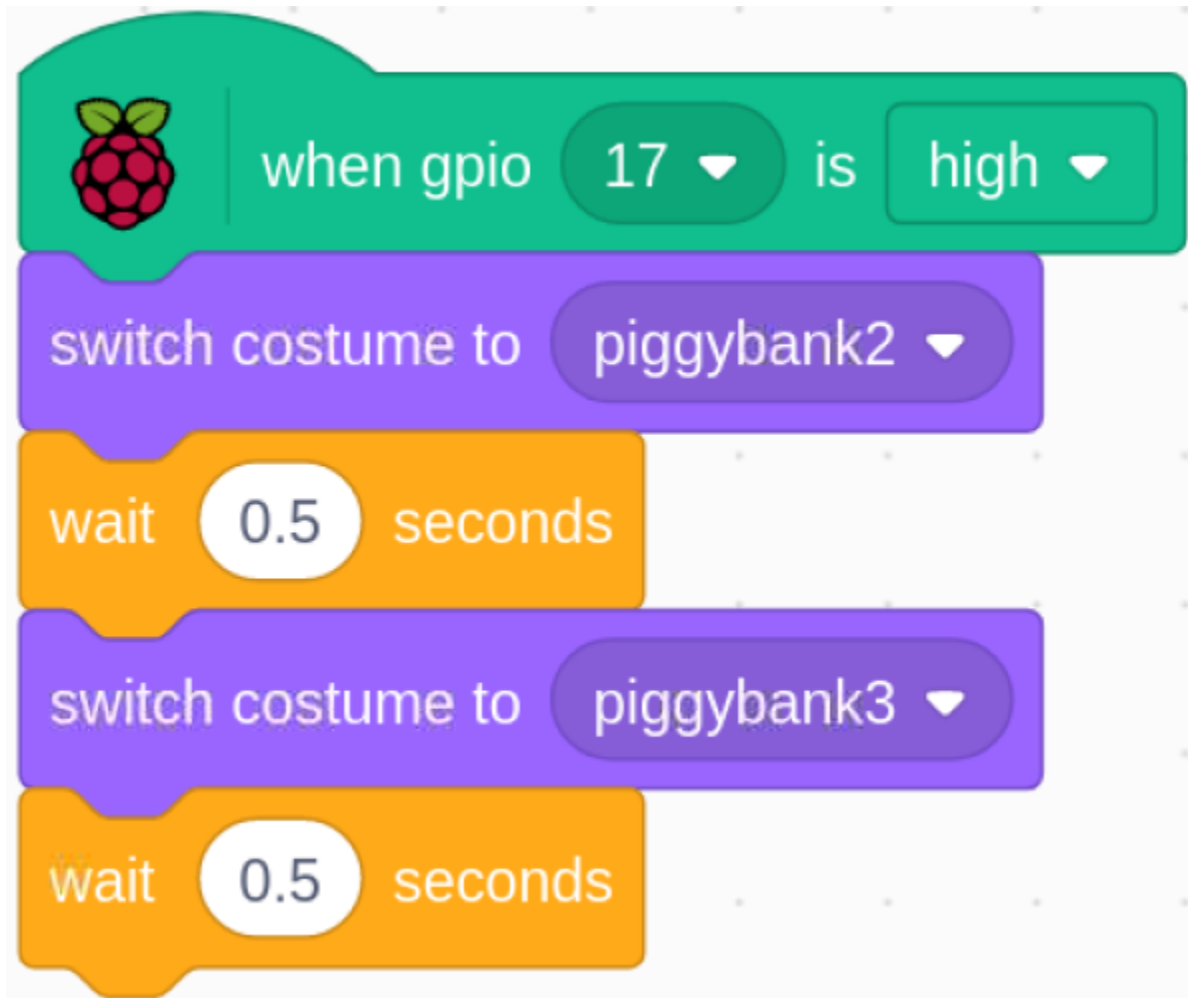 when gpio 17 is high
switch costume to piggybank2
wait 0.5 seconds
switch costume to piggybank3
wait 0.5 seconds